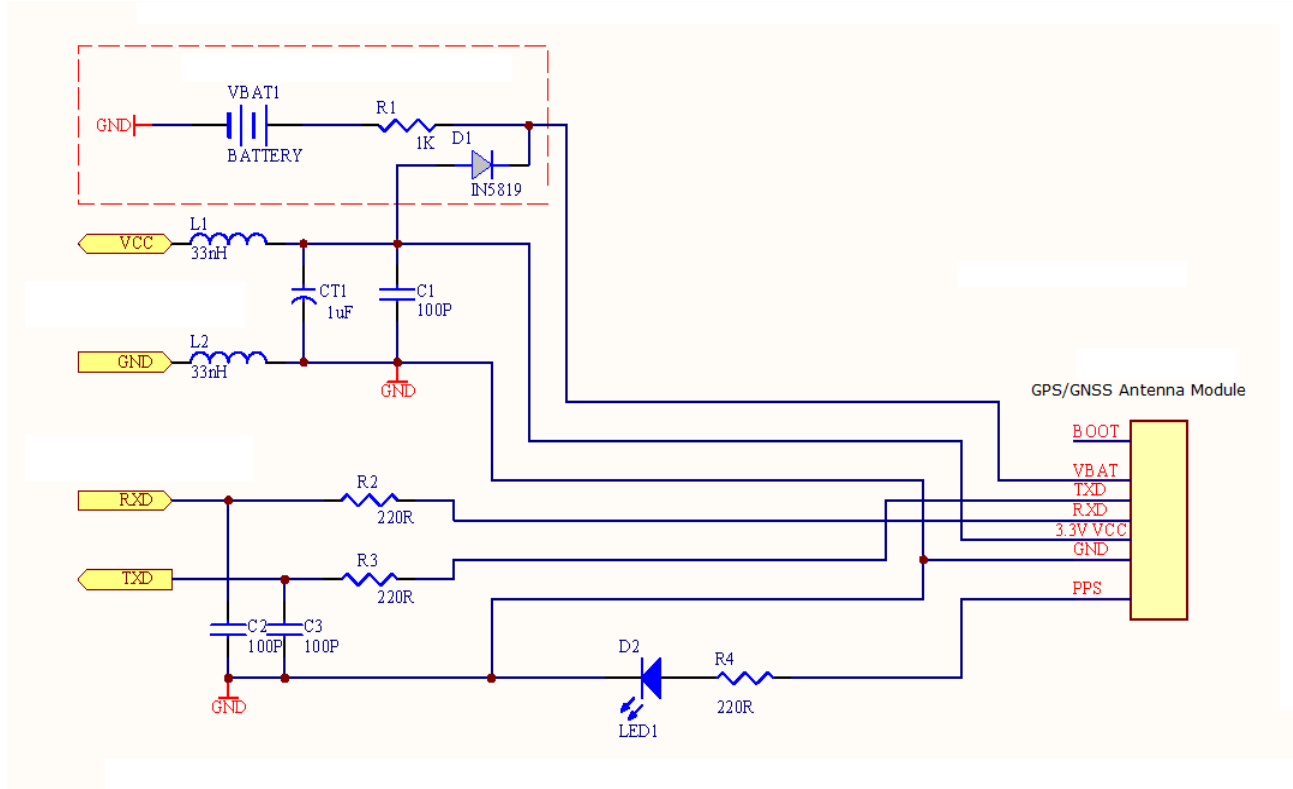 VBAT1
GND
BATTERY
R1
1K
D1
IN5819
VCC
L1
33nH
CT1
1uF
C1
100P
GND
L2
33nH
GND
GPS/GNSS Antenna Module
BOOT
VBAT
TXD
RXD
3.3V VCC
GND
PPS
RXD
R2
220R
TXD
R3
220R
C2
100P
C3
100P
GND
D2
LED1
R4
220R